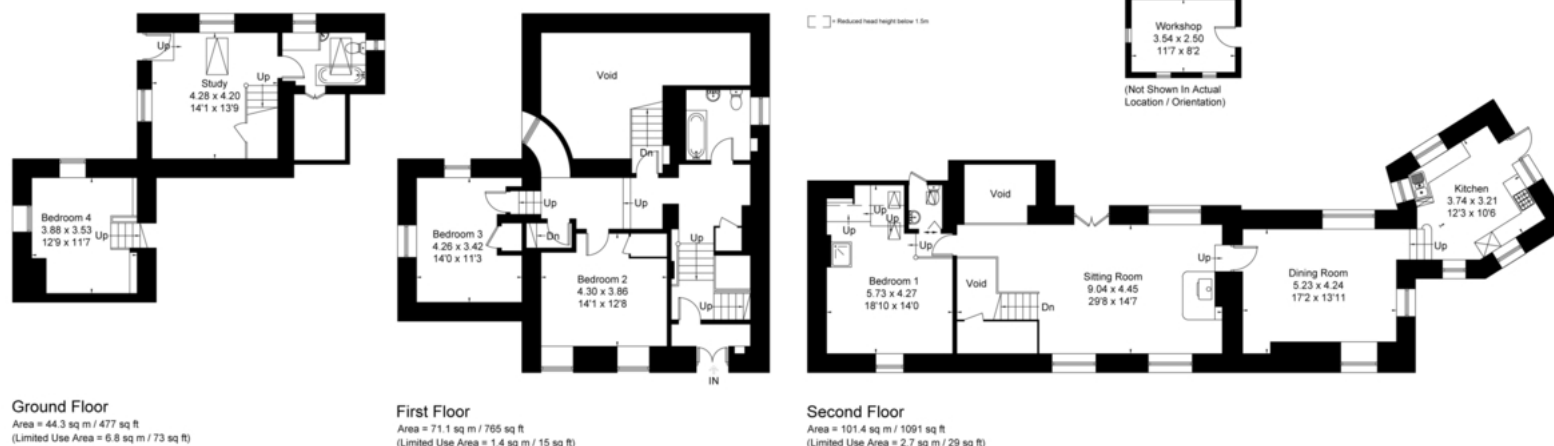 Up
Study
4.28 x 4.20
14'1 x 13'9
Up
Bedroom 4
3.88 x 3.53
12'9 x 11'7
Up
Ground Floor
Area = 44.3 sq m / 477 sq ft
(Limited Use Area = 6.8 sq m / 73 sq ft)
Void
Dn
Up
Up
Bedroom 3
4.26 x 3.42
14'0 x 11'3
Dn
Bedroom 2
4.30 x 3.86
14'1 x 12'8
Up
Up
IN
First Floor
Area = 71.1 sq m / 765 sq ft
(Limited Use Area = 1.4 sq m / 15 sq ft)
= Reduced head height below 1.5m
Workshop
3.54 x 2.50
11'7 x 8'2
(Not Shown In Actual
Location / Orientation)
Up
Up
Up
Up
Void
Bedroom 1
5.73 x 4.27
18'10 x 14'0
Void
Dn
Sitting Room
9.04 x 4.45
29'8 x 14'7
Up
Dining Room
5.23 x 4.24
17'2 x 13'11
Up
Kitchen
3.74 x 3.21
12'3 x 10'6
Second Floor
Area = 101.4 sq m / 1091 sq ft
(Limited Use Area = 2.7 sq m / 29 sq ft)